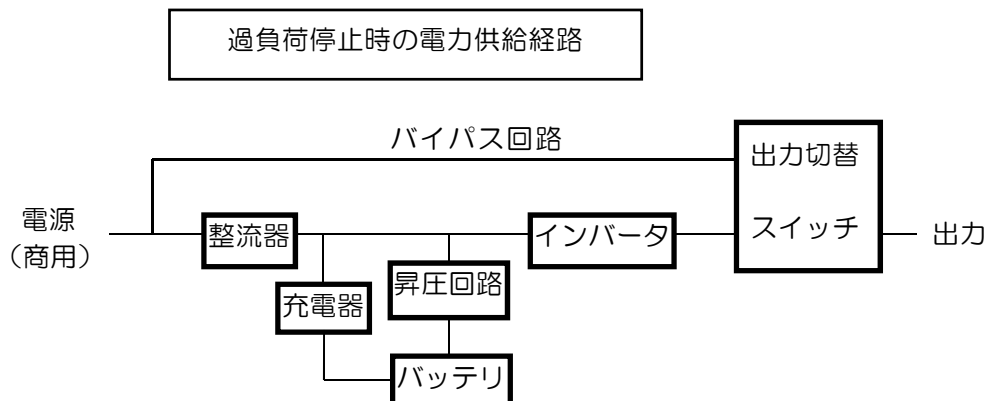 過負荷停止時の電力供給経路
バイパス回路
出力切替
スイッチ
電源
（商用）
整流器
インバータ
出力
昇圧回路
充電器
バッテリ